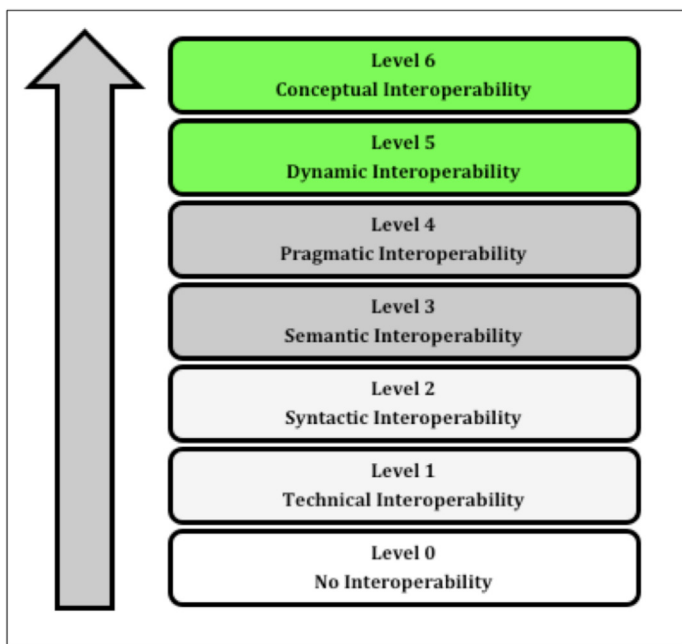 Level 6
Conceptual Interoperability
Level 5
Dynamic Interoperability
Level 4
Pragmatic Interoperability
Level 3
Semantic Interoperability
Level 2
Syntactic Interoperability
Level 1
Technical Interoperability
Level 0
No Interoperability